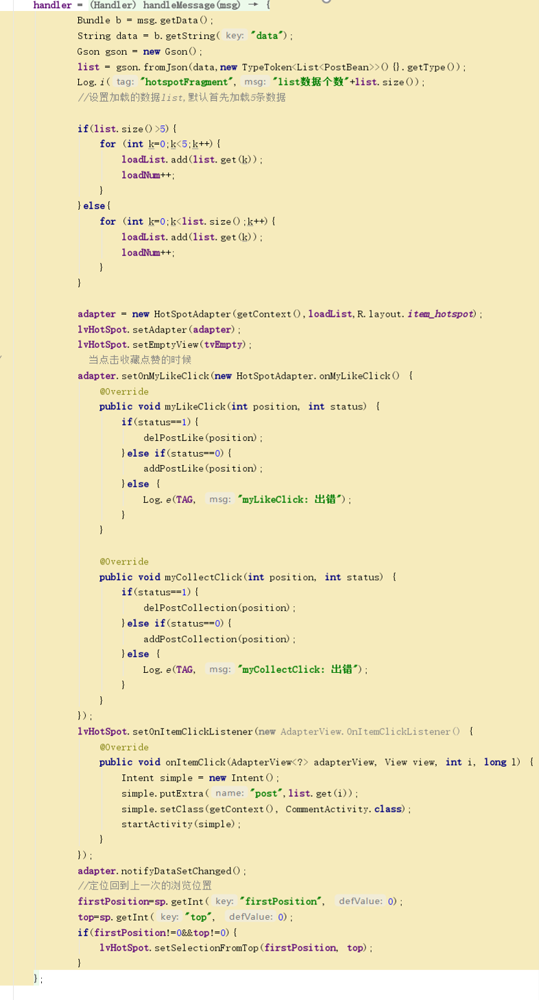 handler = (Handler) handleMessage(msg) → {
Bundle b = msg.getData();
String data = b.getString( key: "data");
Gson gson = new Gson();
list = gson.fromJson(data,new TypeToken<List<PostBean>>(){}.getType());
Log.i( tag: "hotspotFragment", msg: "list数据个数"+list.size());
//设置加载的数据list,默认首先加载5条数据
if(list.size()>5){
for (int k=0;k<5;k++){
loadList.add(list.get(k));
loadNum++;
}
}else{
for (int k=0;k<list.size();k++){
loadList.add(list.get(k));
loadNum++;
}
}
adapter = new HotSpotAdapter(getContext(),loadList,R.layout.item_hotspot);
lvHotSpot.setAdapter(adapter);
lvHotSpot.setEmptyView(tvEmpty);
当点击收藏点赞的时候
adapter.setOnMyLikeClick(new HotSpotAdapter.onMyLikeClick() {
@Override
public void myLikeClick(int position, int status) {
if(status==1){
delPostLike(position);
}else if(status==0){
addPostLike(position);
}else {
Log.e(TAG, msg: "myLikeClick: 出错");
}
}
@Override
public void myCollectClick(int position, int status) {
if(status==1){
delPostCollection(position);
}else if(status==0){
addPostCollection(position);
}else {
Log.e(TAG, msg: "myCollectClick: 出错");
}
}
});
lvHotSpot.setOnItemClickListener(new AdapterView.OnItemClickListener() {
@Override
public void onItemClick(AdapterView<?> adapterView, View view, int i, long l) {
Intent simple = new Intent();
simple.putExtra( name: "post",list.get(i));
simple.setClass(getContext(), CommentActivity.class);
startActivity(simple);
}
});
adapter.notifyDataSetChanged();
//定位回到上一次的浏览位置
firstPosition=sp.getInt( key: "firstPosition", defValue: 0);
top=sp.getInt( key: "top", defValue: 0);
if(firstPosition!=0&&top!=0){
lvHotSpot.setSelectionFromTop(firstPosition, top);
}
};